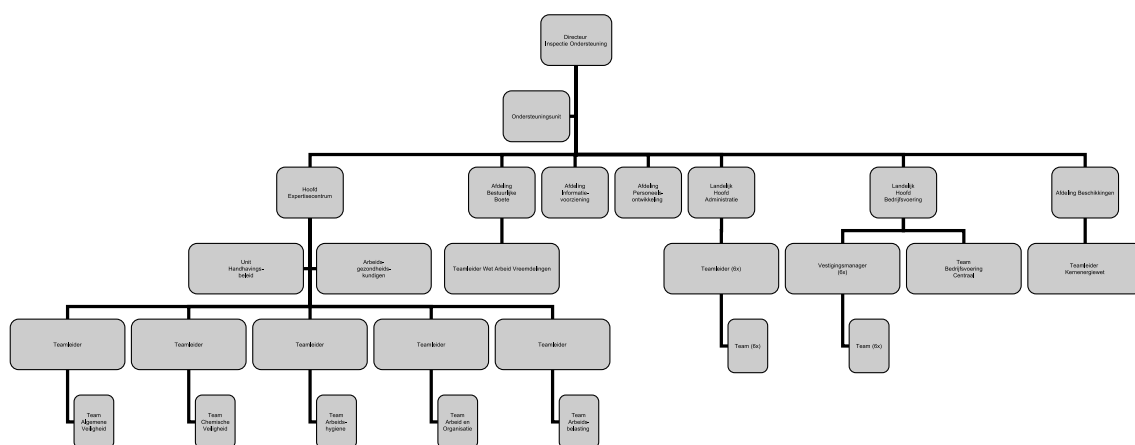 Directeur
Inspectie Ondersteuning
Ondersteuningsunit
Hoofd
Expertisecentrum
Afdeling
Bestuurlijke
Boete
Afdeling
Informatie-
voorziening
Afdeling
Personeels-
ontwikkeling
Landelijk
Hoofd
Administratie
Landelijk
Hoofd
Bedrijfsvoering
Afdeling Beschikkingen
Unit
Handhavings-
beleid
Arbeids-
gezondheids-
kundigen
Teamleider Wet Arbeid Vreemdelingen
Teamleider (6x)
Vestigingsmanager
(6x)
Team
Bedrijfsvoering
Centraal
Teamleider
Kernenergiewet
Teamleider
Teamleider
Teamleider
Teamleider
Teamleider
Team (6x)
Team (6x)
Team
Algemene
Veiligheid
Team
Chemische
Veiligheid
Team
Arbeids-
hygiene
Team
Arbeid en
Organisatie
Team
Arbeids-
belasting